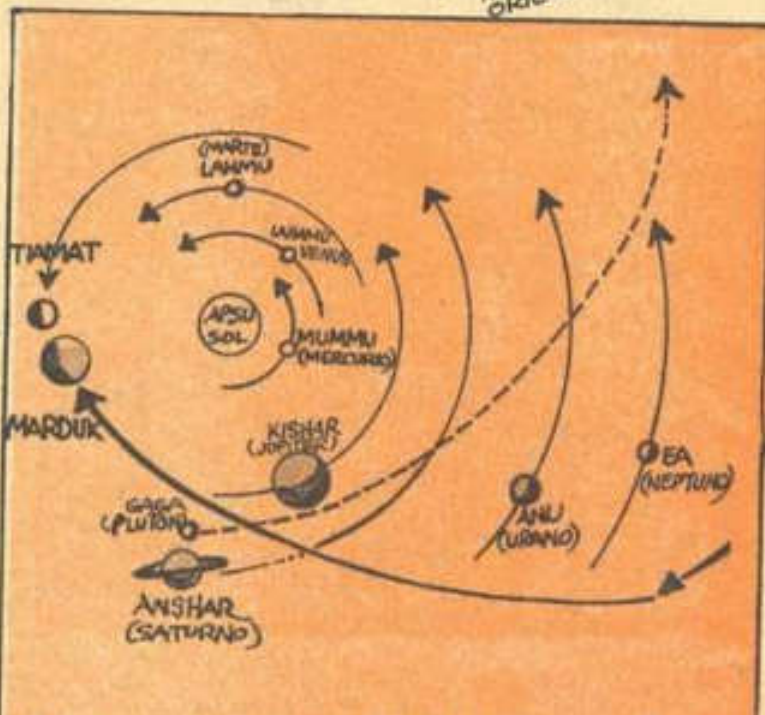 (MARTE)
LAHMU
TIAMAT
VENUS
APSU
SOL
MUMMU
(MERCURIO)
MARDUK
KISHAR
(JUPITER)
GAGA
(PLUTON)
EA
(NEPTUNO)
ANU
(URANO)
ANSHAR
(SATURNO)